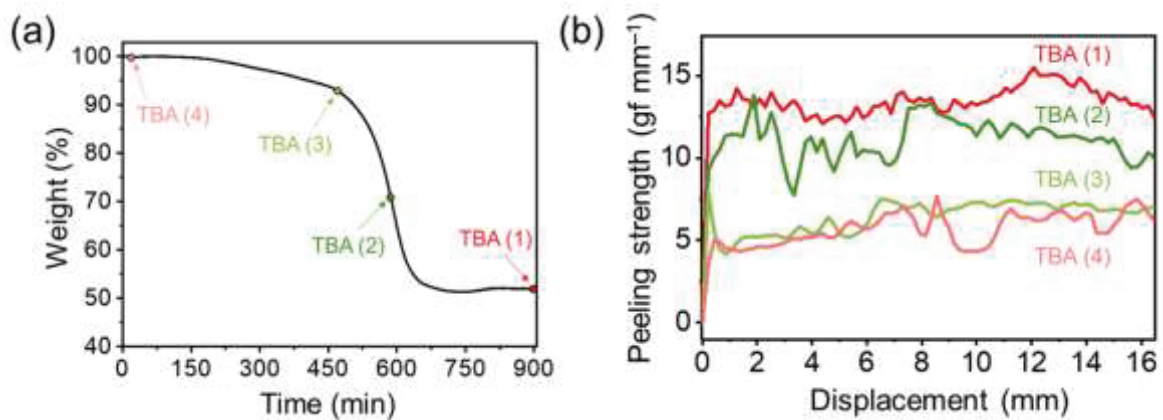 (a)
Weight (%)
100
90
80
70
60
50
40
TBA (4)
TBA (3)
TBA (2)
TBA (1)
0 150 300 450 600 750 900
Time (min)
(b)
Peeling strength (gf mm⁻¹)
15
10
5
0
TBA (1)
TBA (2)
TBA (3)
TBA (4)
0 2 4 6 8 10 12 14 16
Displacement (mm)